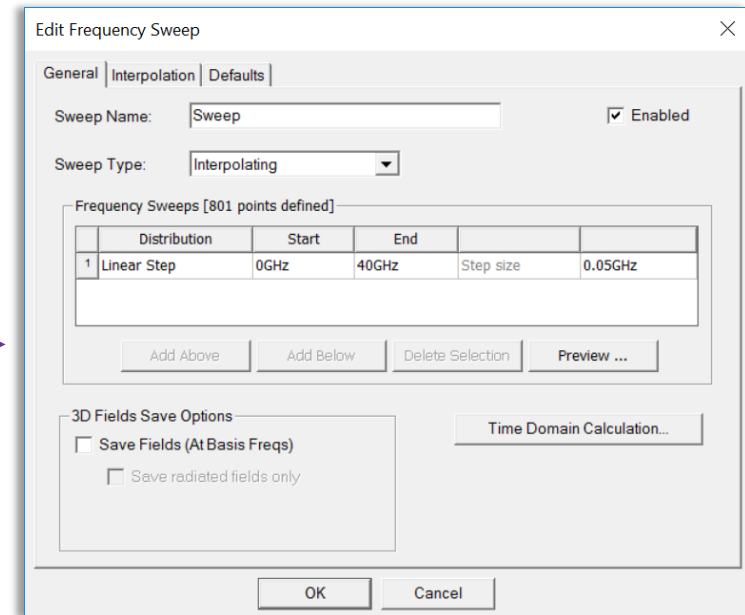 Edit Frequency Sweep
General Interpolation Defaults
Sweep Name: Sweep Enabled
Sweep Type: Interpolating
Frequency Sweeps [801 points defined]
Distribution Start End
1 Linear Step 0GHz 40GHz Step size 0.05GHz
Add Above Add Below Delete Selection Preview ...
3D Fields Save Options
Save Fields (At Basis Freqs)
Time Domain Calculation...
Save radiated fields only
OK Cancel